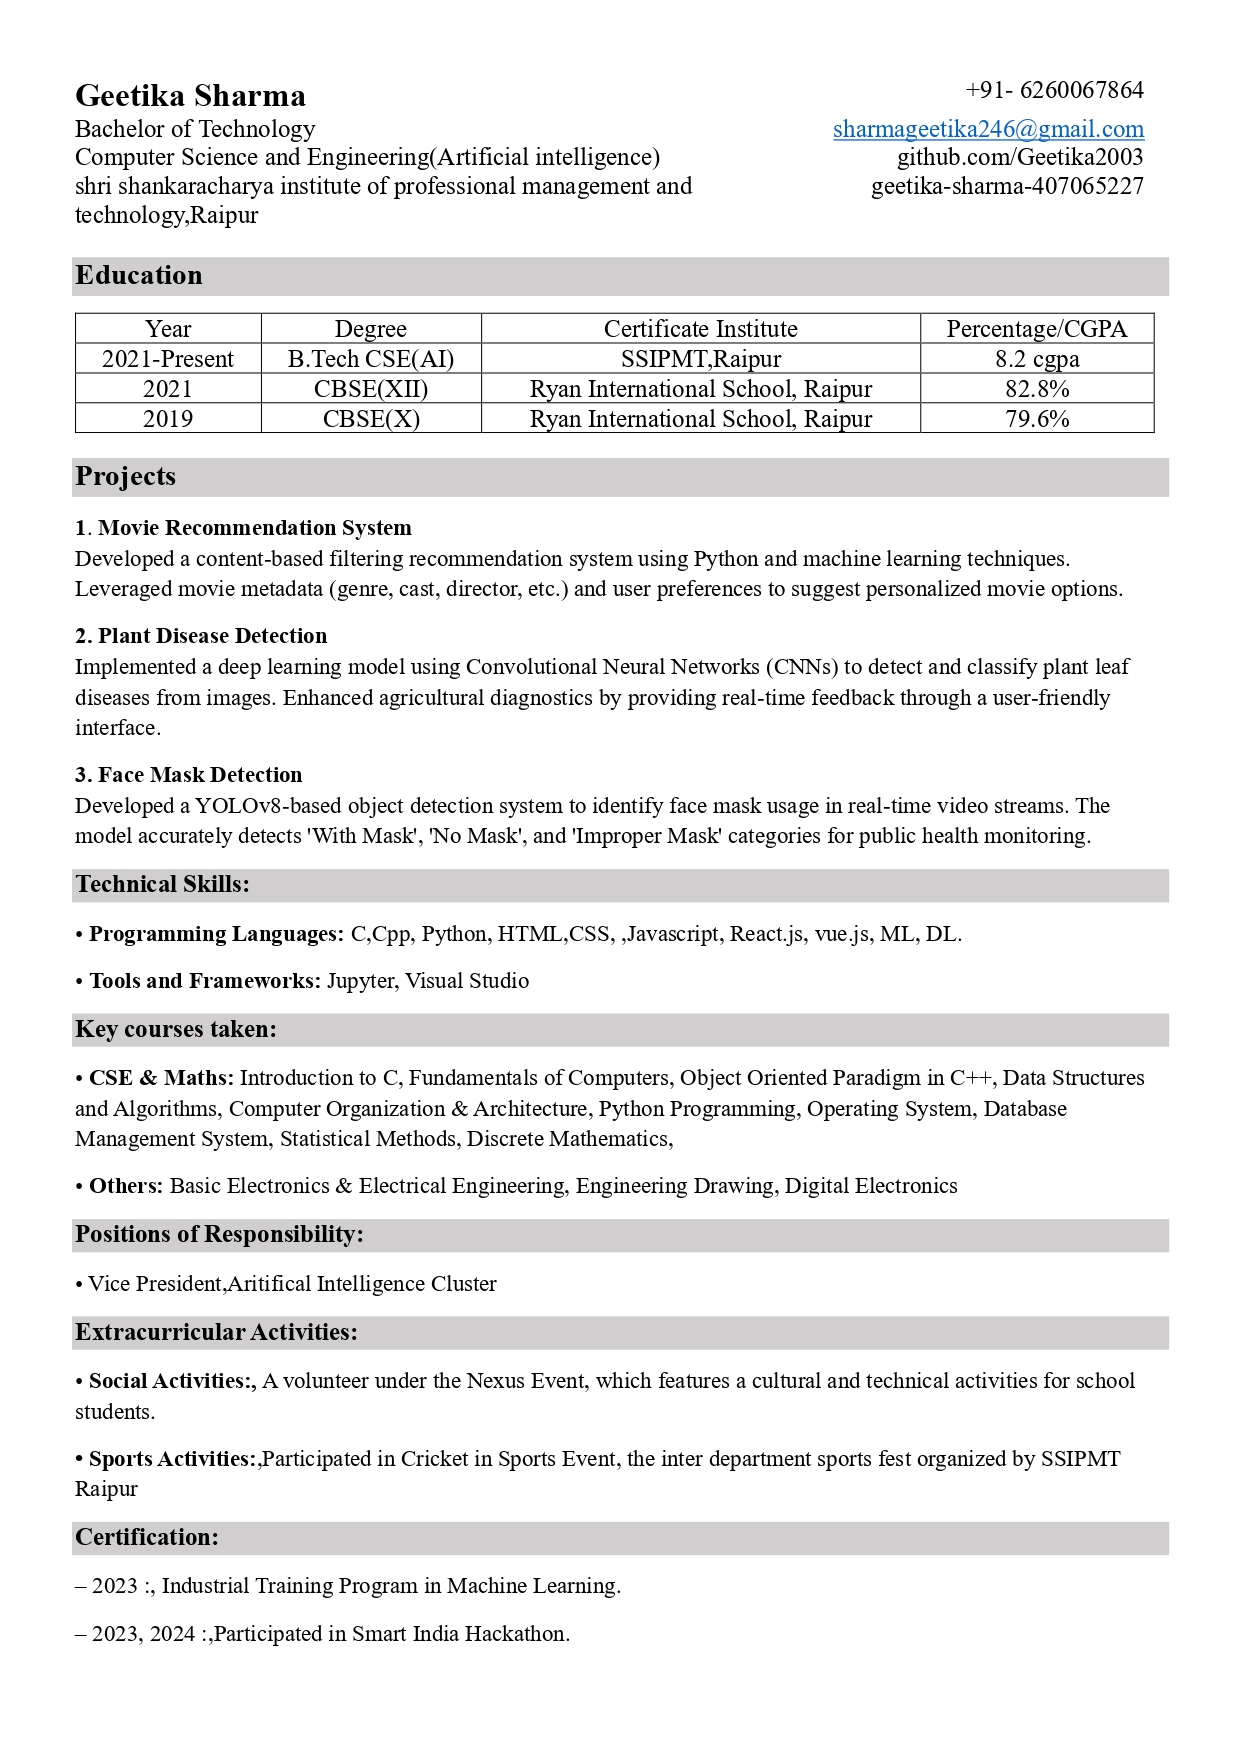 Geetika Sharma
+91- 6260067864
Bachelor of Technology
sharmageetika246@gmail.com
Computer Science and Engineering(Artificial intelligence)
github.com/Geetika2003
shri shankaracharya institute of professional management and
geetika-sharma-407065227
technology,Raipur
Education
Year Degree Certificate Institute Percentage/CGPA
2021-Present B.Tech CSE(AI) SSIPMT,Raipur 8.2 cgpa
2021 CBSE(XII) Ryan International School, Raipur 82.8%
2019 CBSE(X) Ryan International School, Raipur 79.6%
Projects
1. Movie Recommendation System
Developed a content-based filtering recommendation system using Python and machine learning techniques.
Leveraged movie metadata (genre, cast, director, etc.) and user preferences to suggest personalized movie options.
2. Plant Disease Detection
Implemented a deep learning model using Convolutional Neural Networks (CNNs) to detect and classify plant leaf
diseases from images. Enhanced agricultural diagnostics by providing real-time feedback through a user-friendly
interface.
3. Face Mask Detection
Developed a YOLOv8-based object detection system to identify face mask usage in real-time video streams. The
model accurately detects 'With Mask', 'No Mask', and 'Improper Mask' categories for public health monitoring.
Technical Skills:
• Programming Languages: C,Cpp, Python, HTML,CSS, ,Javascript, React.js, vue.js, ML, DL.
• Tools and Frameworks: Jupyter, Visual Studio
Key courses taken:
• CSE & Maths: Introduction to C, Fundamentals of Computers, Object Oriented Paradigm in C++, Data Structures
and Algorithms, Computer Organization & Architecture, Python Programming, Operating System, Database
Management System, Statistical Methods, Discrete Mathematics,
• Others: Basic Electronics & Electrical Engineering, Engineering Drawing, Digital Electronics
Positions of Responsibility:
• Vice President,Aritifical Intelligence Cluster
Extracurricular Activities:
• Social Activities:, A volunteer under the Nexus Event, which features a cultural and technical activities for school
students.
• Sports Activities:,Participated in Cricket in Sports Event, the inter department sports fest organized by SSIPMT
Raipur
Certification:
– 2023 :, Industrial Training Program in Machine Learning.
– 2023, 2024 :,Participated in Smart India Hackathon.